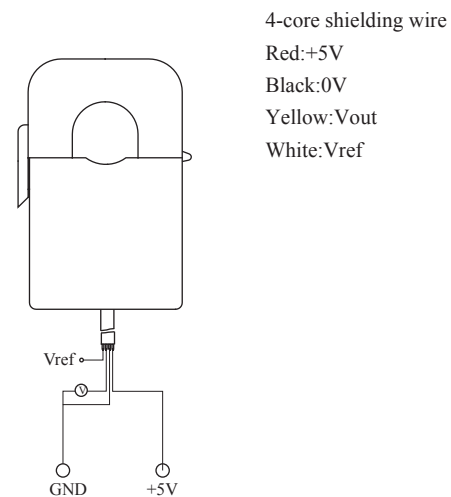 4-core shielding wire
Red:+5V
Black:0V
Yellow:Vout
White:Vref
Vref
V
GND
+5V